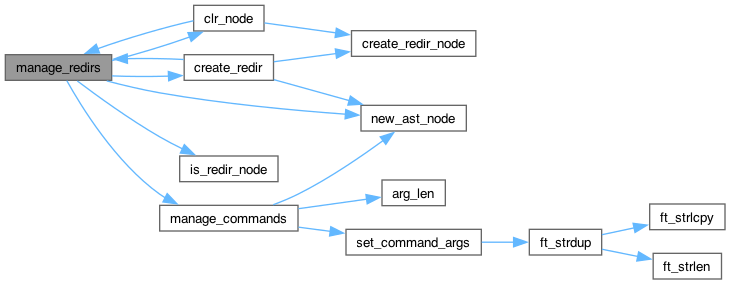 clr_node
create_redir_node
manage_redirs
create_redir
new_ast_node
is_redir_node
arg_len
manage_commands
ft_strlcpy
set_command_args
ft_strdup
ft_strlen